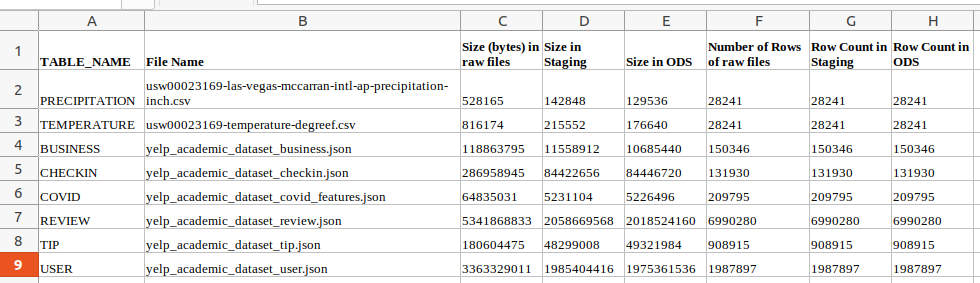 A B C D E F G H
1 TABLE_NAME File Name Size (bytes) in raw files Size in Staging Size in ODS Number of Rows of raw files Row Count in Staging Row Count in ODS
2 PRECIPITATION usw00023169-las-vegas-mccarran-intl-ap-precipitation-inch.csv 528165 142848 129536 28241 28241 28241
3 TEMPERATURE usw00023169-temperature-degreef.csv 816174 215552 176640 28241 28241 28241
4 BUSINESS yelp_academic_dataset_business.json 118863795 11558912 10685440 150346 150346 150346
5 CHECKIN yelp_academic_dataset_checkin.json 286958945 84422656 84446720 131930 131930 131930
6 COVID yelp_academic_dataset_covid_features.json 64835031 5231104 5226496 209795 209795 209795
7 REVIEW yelp_academic_dataset_review.json 5341868833 2058669568 2018524160 6990280 6990280 6990280
8 TIP yelp_academic_dataset_tip.json 180604475 48299008 49321984 908915 908915 908915
9 USER yelp_academic_dataset_user.json 3363329011 1985404416 1975361536 1987897 1987897 1987897